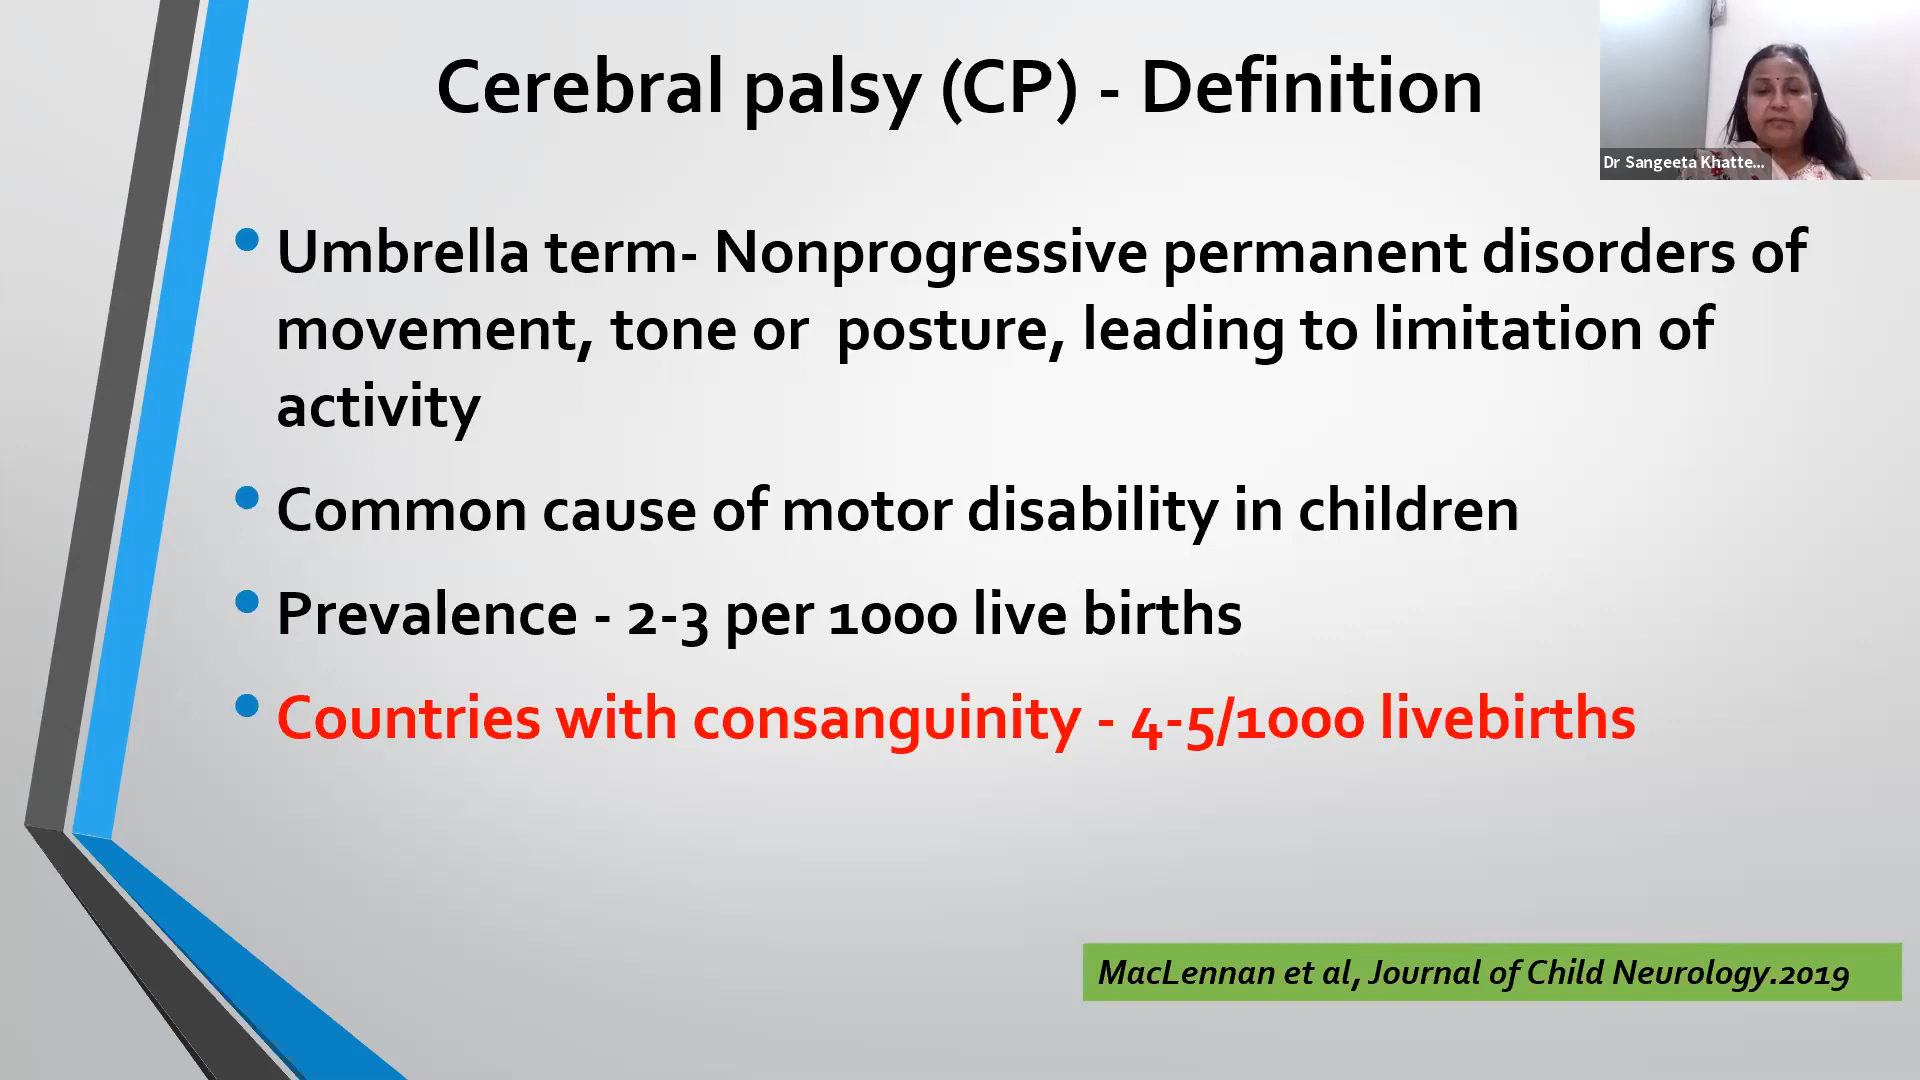 Cerebral palsy (CP) - Definition
Dr Sangeeta Khatte...
• Umbrella term- Nonprogressive permanent disorders of
movement, tone or  posture, leading to limitation of
activity
• Common cause of motor disability in children
• Prevalence - 2-3 per 1000 live births
• Countries with consanguinity - 4-5/1000 livebirths
MacLennan et al, Journal of Child Neurology.2019